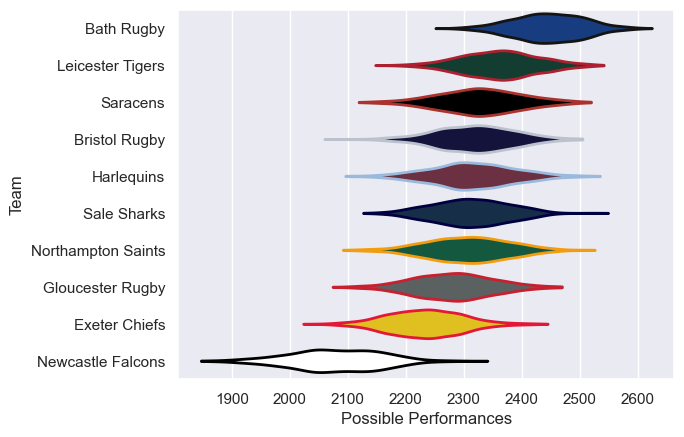 Bath Rugby
Leicester Tigers
Saracens
Bristol Rugby
Harlequins
Sale Sharks
Northampton Saints
Gloucester Rugby
Exeter Chiefs
Newcastle Falcons
Team
1900 2000 2100 2200 2300 2400 2500 2600
Possible Performances